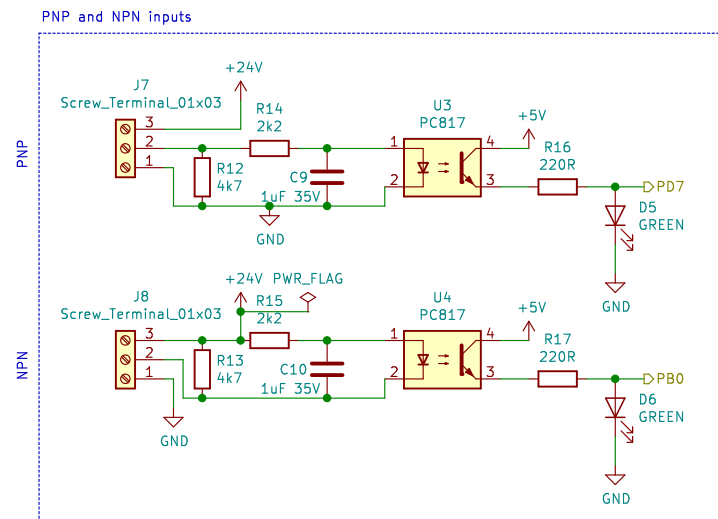 PNP and NPN inputs
PNP
J7
Screw_Terminal_01x03
3
2
1
+24V
R14
2k2
R12
4k7
C9
1uF 35V
GND
U3
PC817
1
2
4
3
+5V
R16
220R
PD7
D5
GREEN
GND
NPN
J8
Screw_Terminal_01x03
3
2
1
+24V PWR_FLAG
R15
2k2
R13
4k7
C10
1uF 35V
GND
U4
PC817
1
2
4
3
+5V
R17
220R
PB0
D6
GREEN
GND